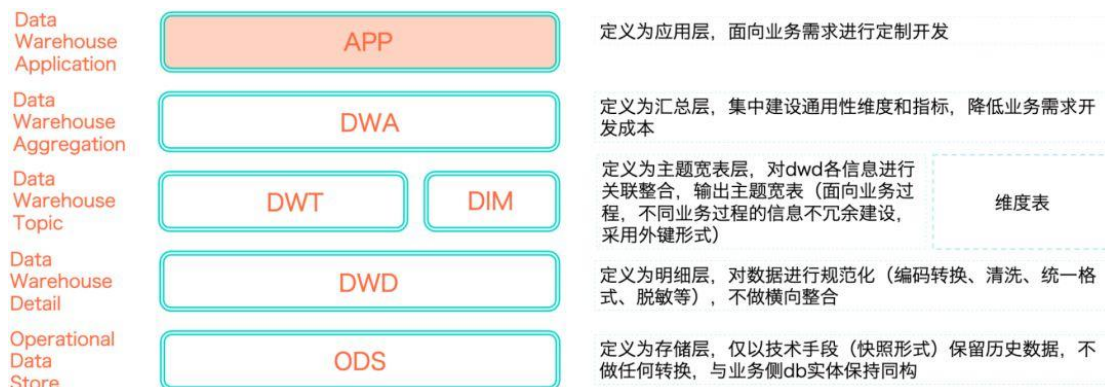 Data
Warehouse
Application
APP
定义为应用层，面向业务需求进行定制开发
Data
Warehouse
Aggregation
DWA
定义为汇总层，集中建设通用性维度和指标，降低业务需求开
发成本
Data
Warehouse
Topic
DWT
DIM
定义为主题宽表层，对dwd各信息进行
关联整合，输出主题宽表（面向业务过
程，不同业务过程的信息不冗余建设，
采用外键形式）
维度表
Data
Warehouse
Detail
DWD
定义为明细层，对数据进行规范化（编码转换、清洗、统一格
式、脱敏等），不做横向整合
Operational
Data
Store
ODS
定义为存储层，仅以技术手段（快照形式）保留历史数据，不
做任何转换，与业务侧db实体保持同构